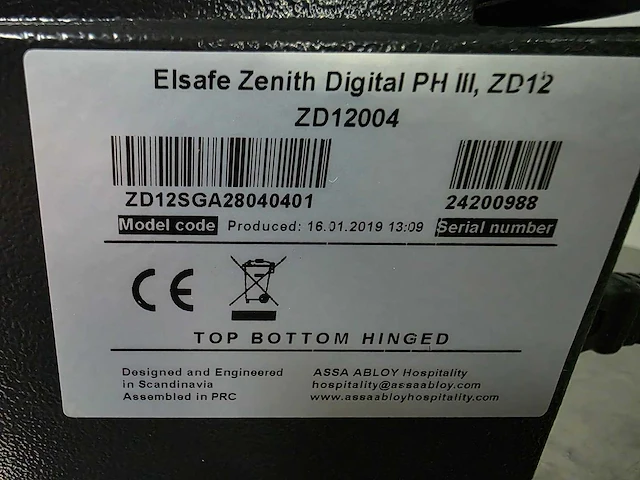 Elsafe Zenith Digital PH III, ZD12
ZD12004
ZD12SGA28040401
24200988
Model code Produced: 16.01.2019 13:09 Serial number
CE
TOP BOTTOM HINGED
Designed and Engineered
in Scandinavia
Assembled in PRC
ASSA ABLOY Hospitality
hospitality@assaabloy.com
www.assaabloyhospitality.com